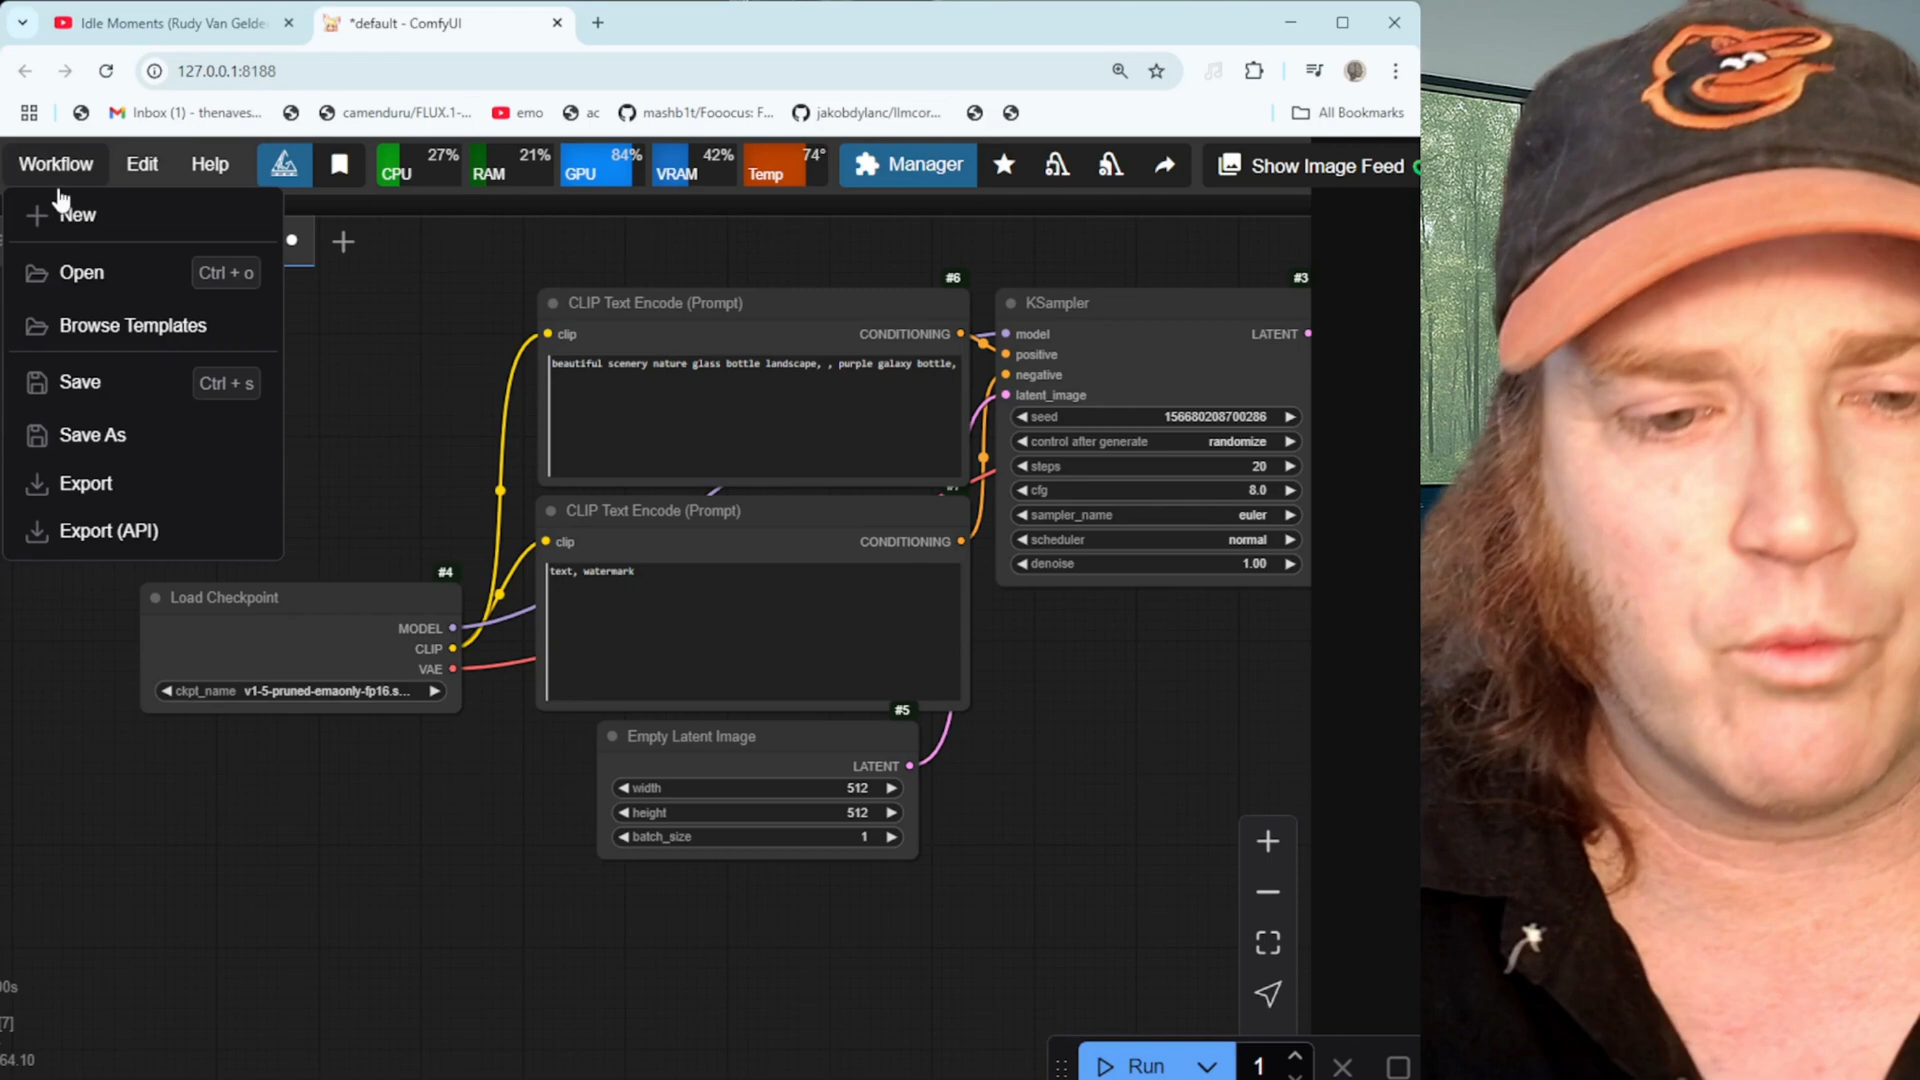 Idle Moments (Rudy Van Gelde
*default - ComfyUI
127.0.0.1:8188
Inbox (1) - thenaves...
camenduru/FLUX.1-...
emo
ac
mashb1t/Fooocus: F...
jakobdylanc/llmcor...
All Bookmarks
Workflow
Edit
Help
CPU 27%
RAM 21%
GPU 84%
VRAM 42%
Temp 74°
Manager
Show Image Feed
New
Open Ctrl + o
Browse Templates
Save Ctrl + s
Save As
Export
Export (API)
#6
CLIP Text Encode (Prompt)
clip CONDITIONING
beautiful scenery nature glass bottle landscape, , purple galaxy bottle,
#3
KSampler
model LATENT
positive
negative
latent_image
seed 156680208700286
control after generate randomize
steps 20
cfg 8.0
sampler_name euler
scheduler normal
denoise 1.00
CLIP Text Encode (Prompt)
clip CONDITIONING
text, watermark
#4
Load Checkpoint
MODEL
CLIP
VAE
ckpt_name v1-5-pruned-emaonly-fp16.s...
#5
Empty Latent Image
LATENT
width 512
height 512
batch_size 1
00s
[7]
64.10
Run
1